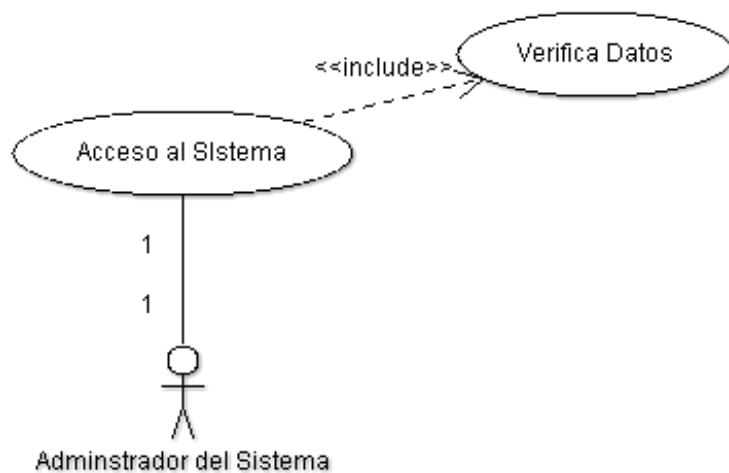 Verifica Datos
<<include>>
Acceso al SIstema
1
1
Adminstrador del Sistema